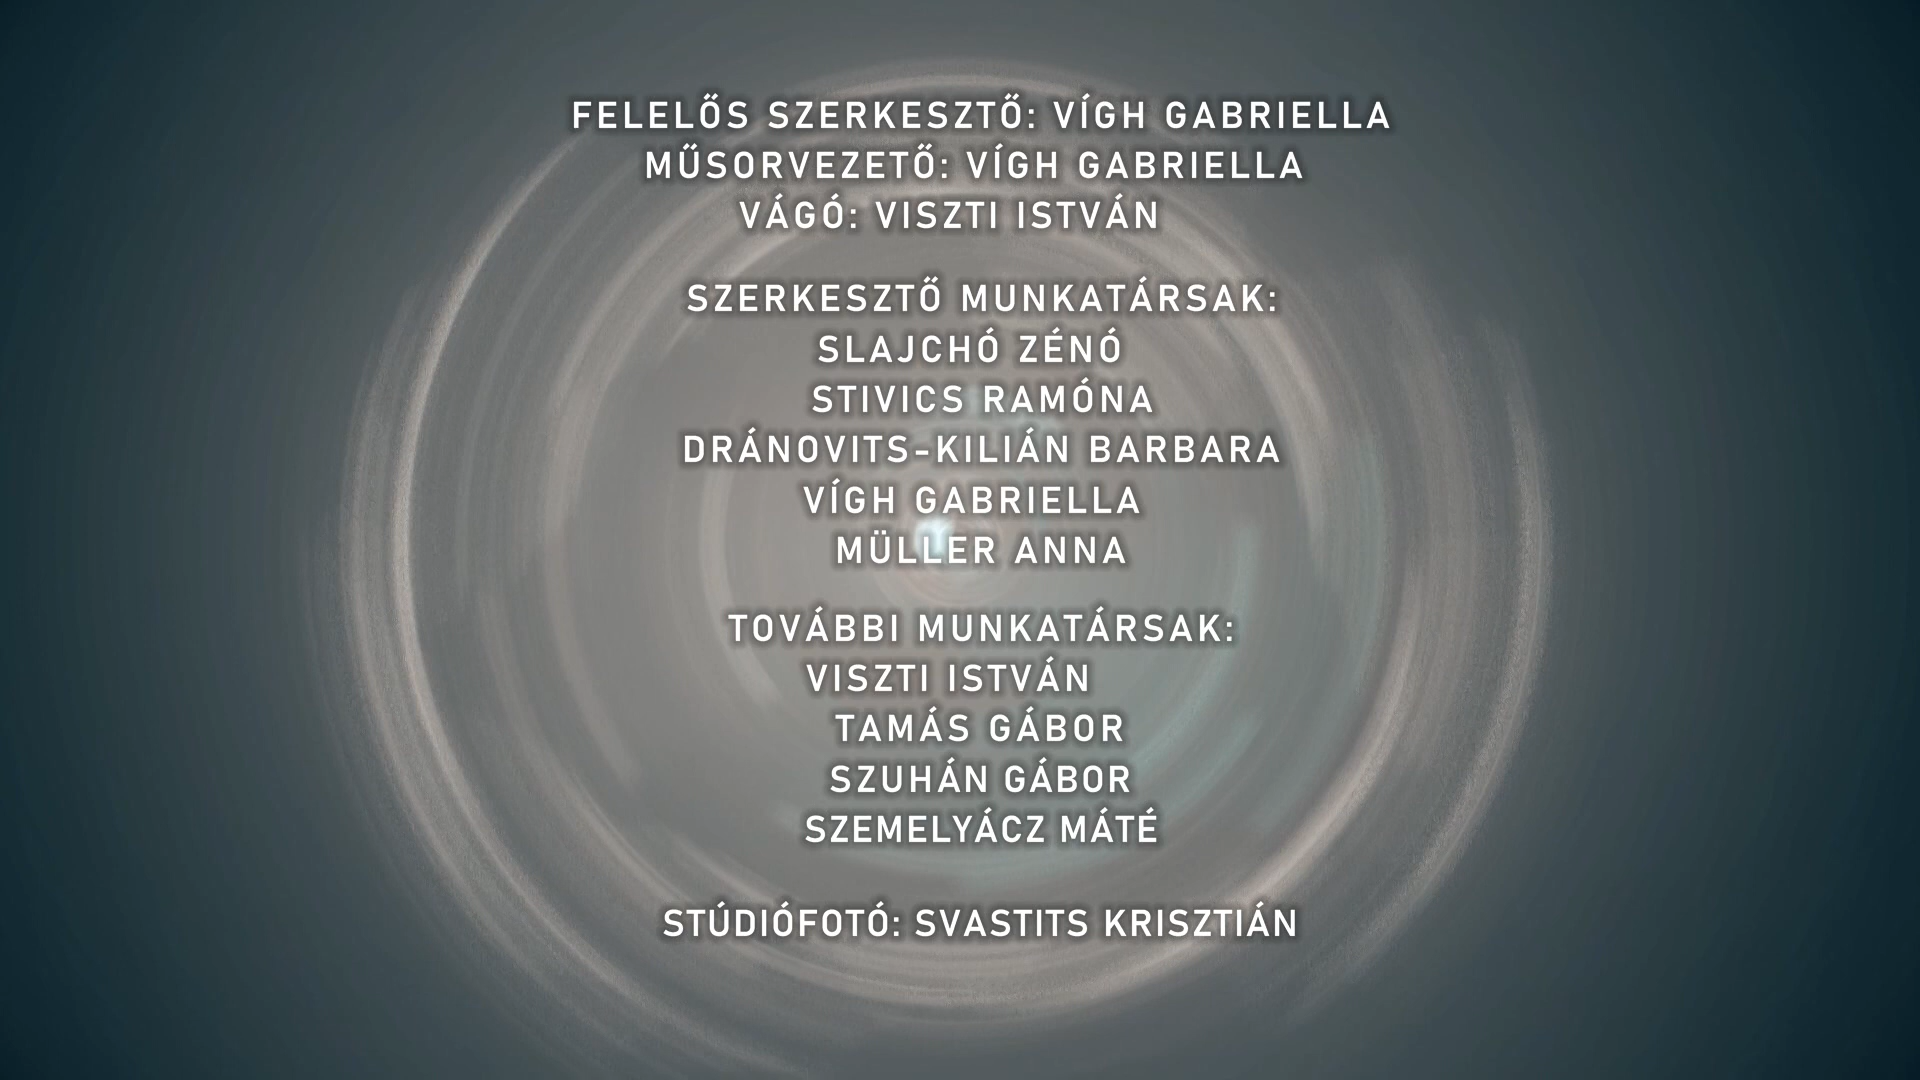 FELELŐS SZERKESZTŐ: VÍGH GABRIELLA
MŰSORVEZETŐ: VÍGH GABRIELLA
VÁGÓ: VISZTI ISTVÁN
SZERKESZTŐ MUNKATÁRSAK:
SLAJCHÓ ZÉNÓ
STIVICS RAMÓNA
DRÁNOVITS-KILIÁN BARBARA
VÍGH GABRIELLA
MÜLLER ANNA
TOVÁBBI MUNKATÁRSAK:
VISZTI ISTVÁN
TAMÁS GÁBOR
SZUHÁN GÁBOR
SZEMELYÁCZ MÁTÉ
STÚDIÓFOTÓ: SVASTITS KRISZTIÁN